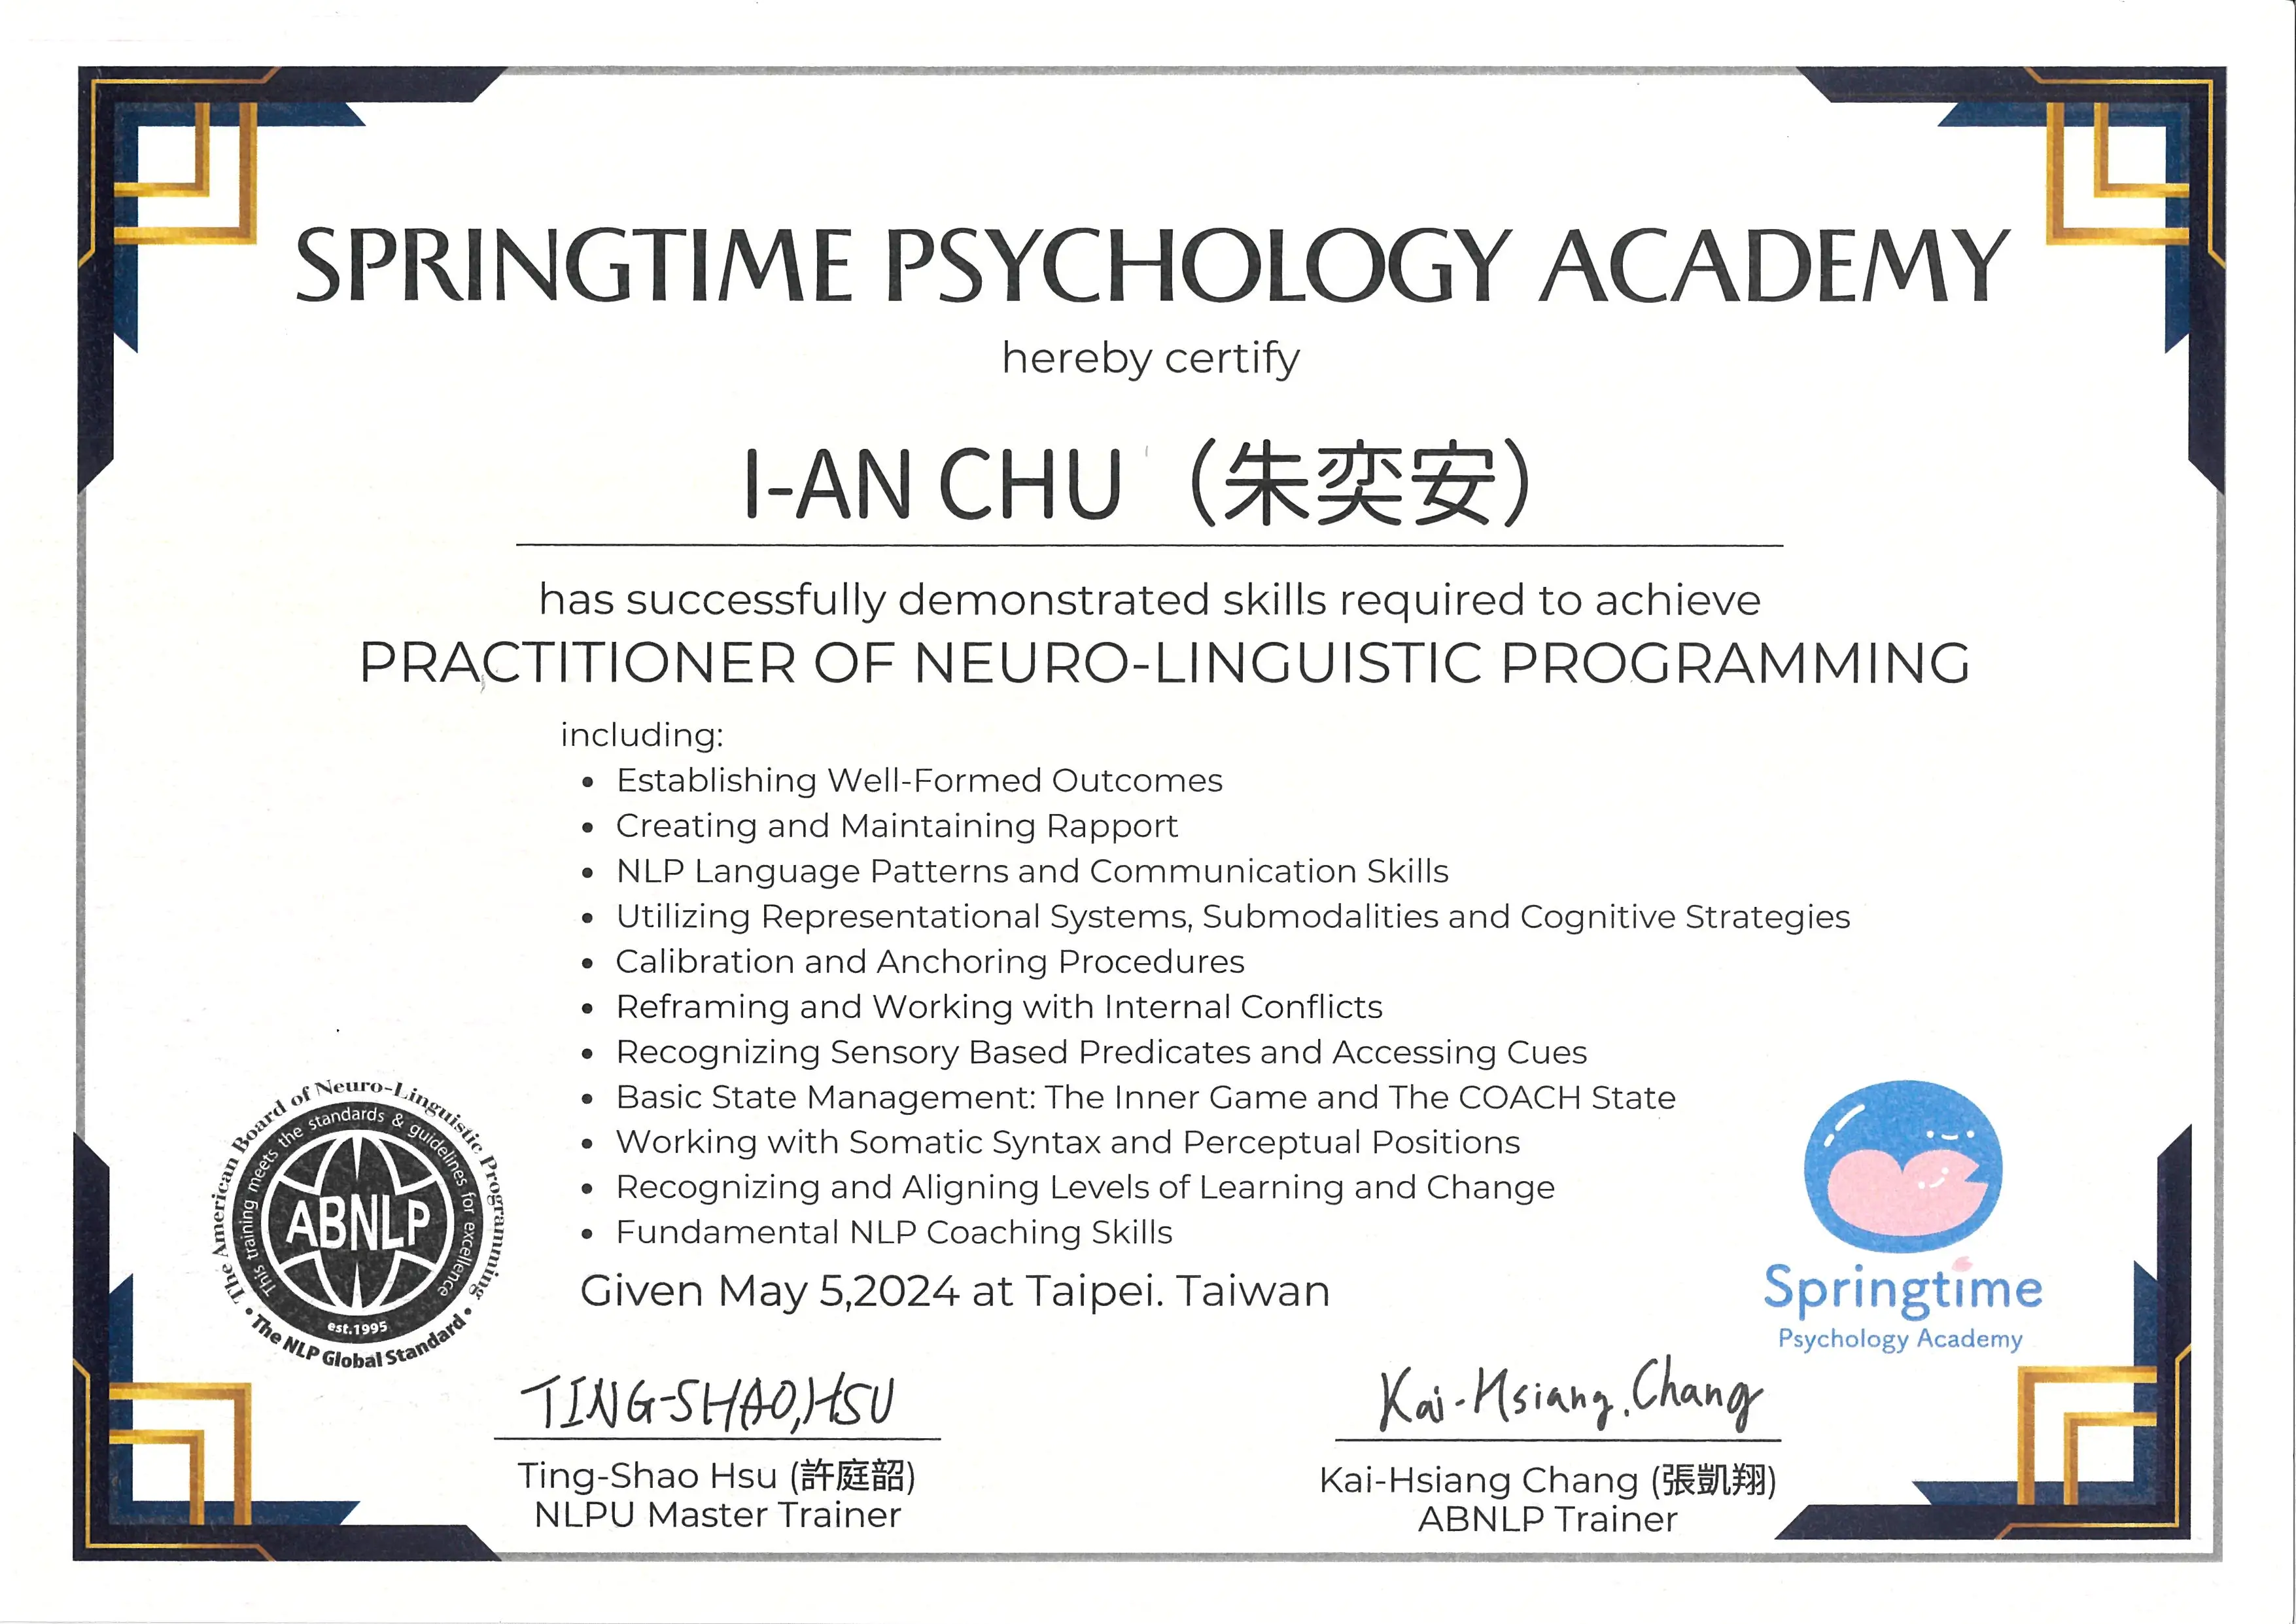 SPRINGTIME PSYCHOLOGY ACADEMY
hereby certify
I-AN CHU（朱奕安）
has successfully demonstrated skills required to achieve
PRACTITIONER OF NEURO-LINGUISTIC PROGRAMMING
including:
• Establishing Well-Formed Outcomes
• Creating and Maintaining Rapport
• NLP Language Patterns and Communication Skills
• Utilizing Representational Systems, Submodalities and Cognitive Strategies
• Calibration and Anchoring Procedures
• Reframing and Working with Internal Conflicts
• Recognizing Sensory Based Predicates and Accessing Cues
• Basic State Management: The Inner Game and The COACH State
• Working with Somatic Syntax and Perceptual Positions
• Recognizing and Aligning Levels of Learning and Change
• Fundamental NLP Coaching Skills
Given May 5,2024 at Taipei. Taiwan
• The American Board of Neuro-Linguistic Programming •
This training meets the standards & guidelines for excellence
ABNLP
est.1995
The NLP Global Standard
Springtime
Psychology Academy
TING-SHAO,HSU
Ting-Shao Hsu (許庭韶)
NLPU Master Trainer
Kai-Hsiang.Chang
Kai-Hsiang Chang (張凱翔)
ABNLP Trainer